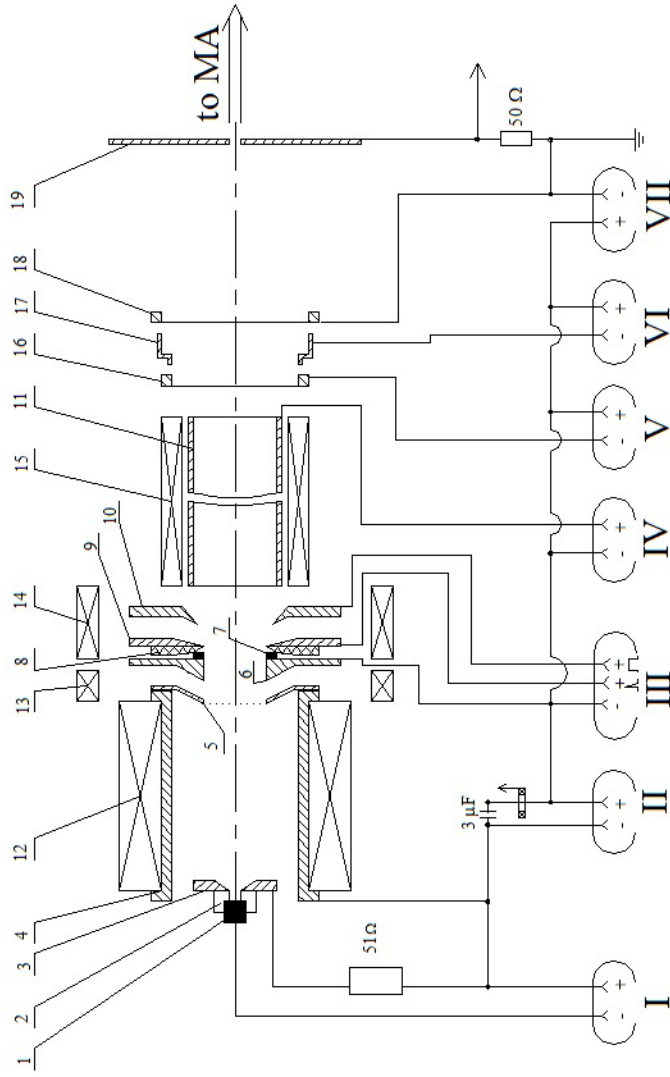 1
2
3
4
12
13
8
14
9
10
15
11
16
17
18
19
to MA
5
6
7
51Ω
3 µF
50 Ω
- +
- +
- + +
- +
- +
- +
+ -
I
II
III
IV
V
VI
VII